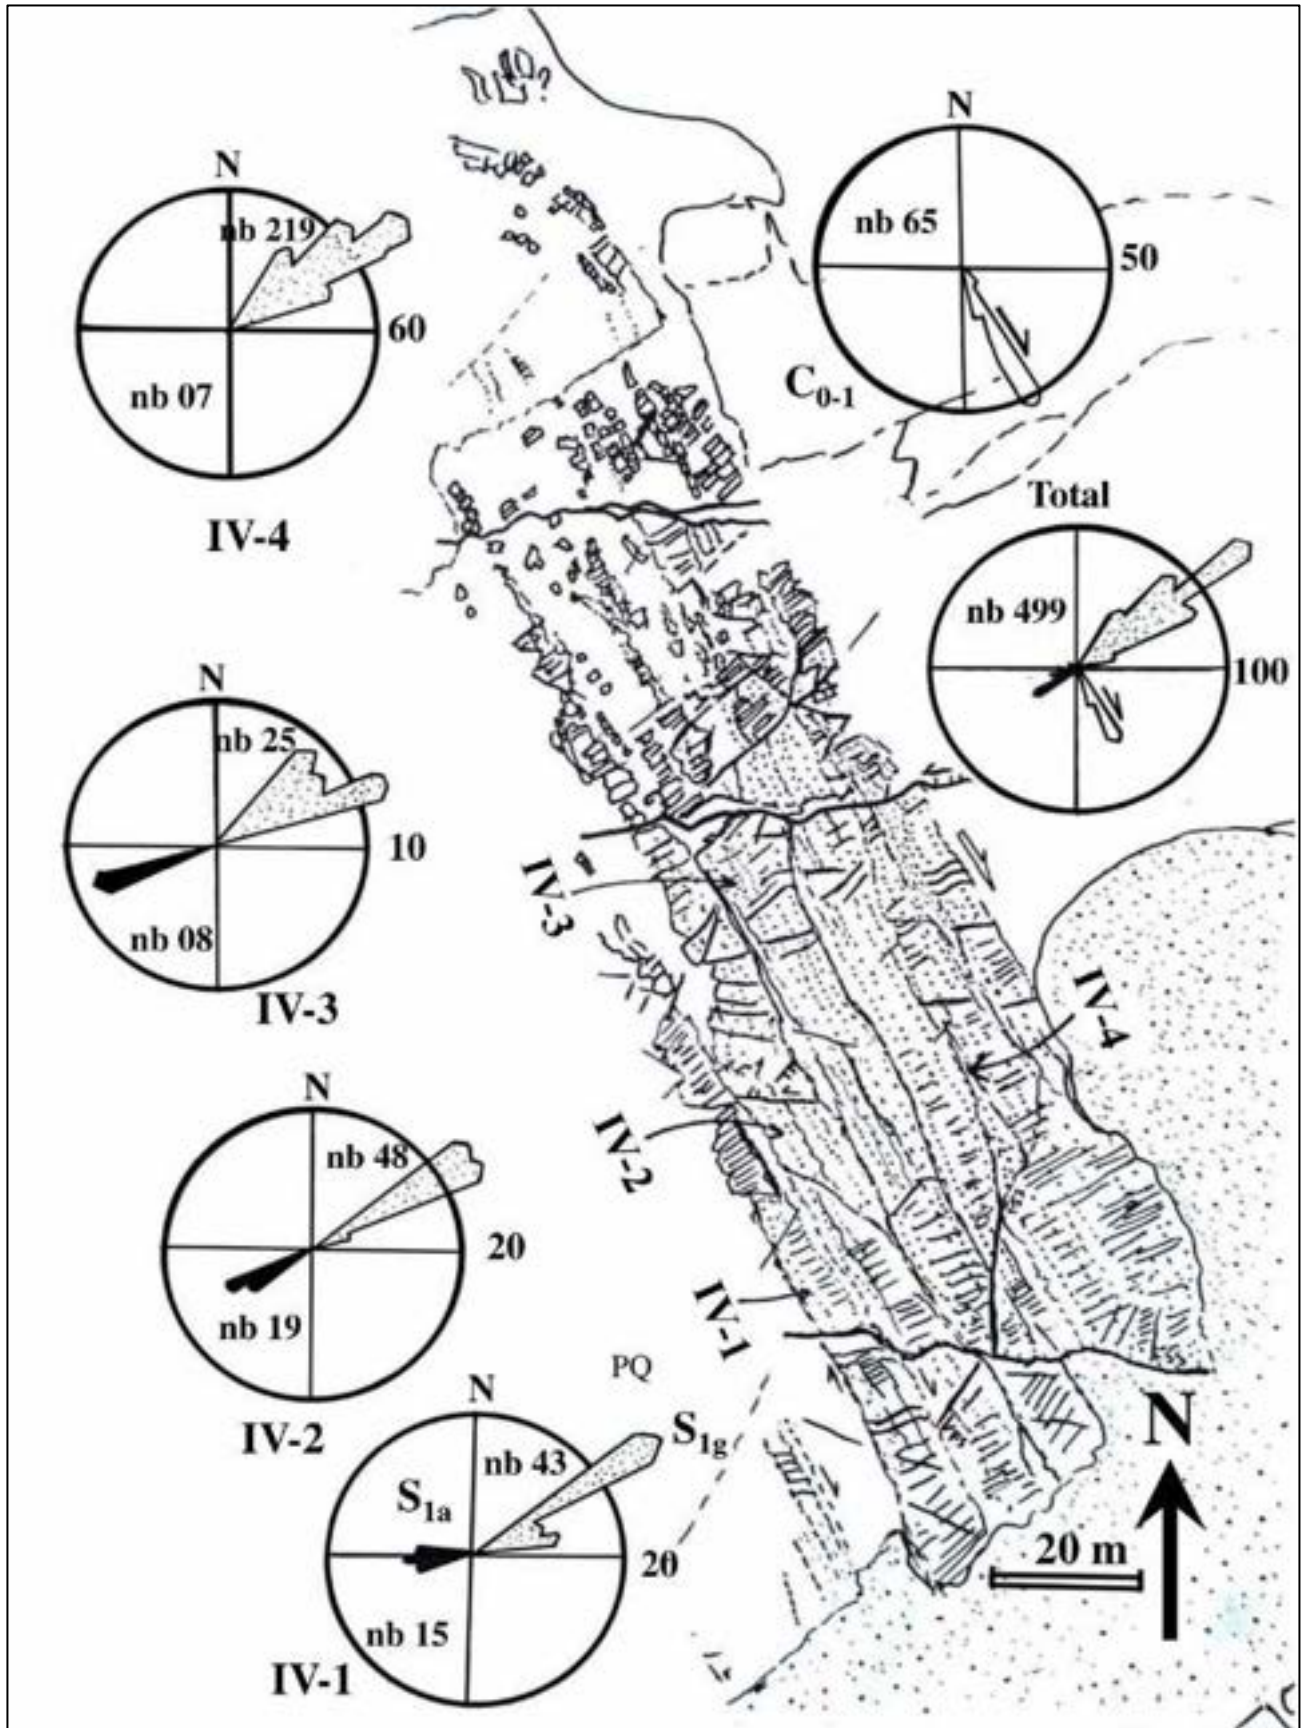 ?
N
nb 65
50
C0-1
N
nb 219
60
nb 07
IV-4
Total
nb 499
100
N
nb 25
10
nb 08
IV-3
IV-3
IV-4
N
nb 48
20
nb 19
IV-2
IV-2
IV-1
PQ
N
nb 43
S1g
S1a
20
nb 15
IV-1
N
20 m